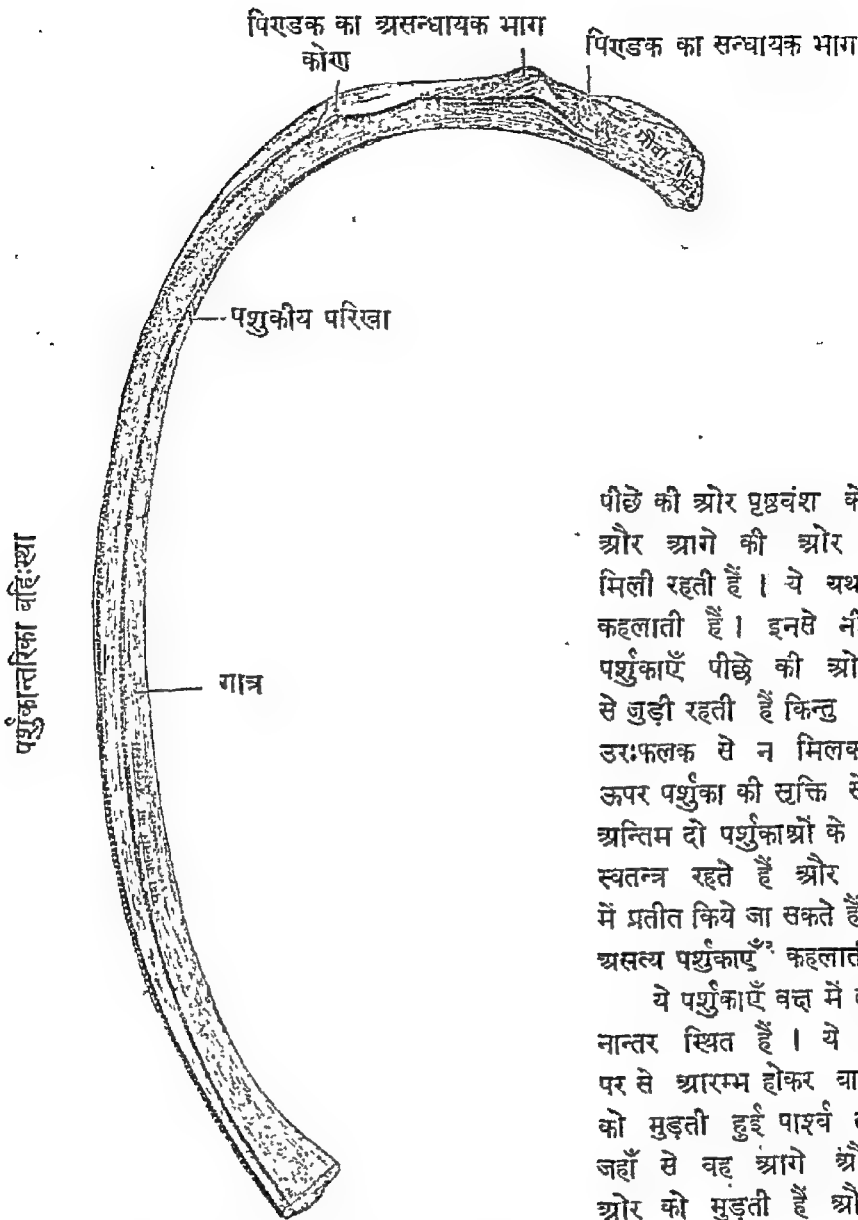 पिण्डक का असन्धायक भाग
कोण
पिण्डक का सन्धायक भाग
ग्रीवा
पशुकीय परिखा
पर्शुकान्तरिका बहिःस्था
गात्र
पीछे की ओर पृष्ठवंश के
और आगे की ओर
मिली रहती हैं । ये यथ
कहलाती हैं । इनसे नी
पर्शुकाएँ पीछे की ओ
से जुड़ी रहती हैं किन्तु
उरःफलक से न मिलक
ऊपर पर्शुका की सृक्ति से
अन्तिम दो पर्शुकाओं के
स्वतन्त्र रहते हैं और
में प्रतीत किये जा सकते हैं
असत्य पर्शुकाएँ² कहलात
ये पर्शुकाएँ वक्ष में
नान्तर स्थित हैं । ये
पर से आरम्भ होकर बा
को मुड़ती हुई पार्श्व
जहाँ से वह आगे औ
ओर को मुड़ती हैं औ